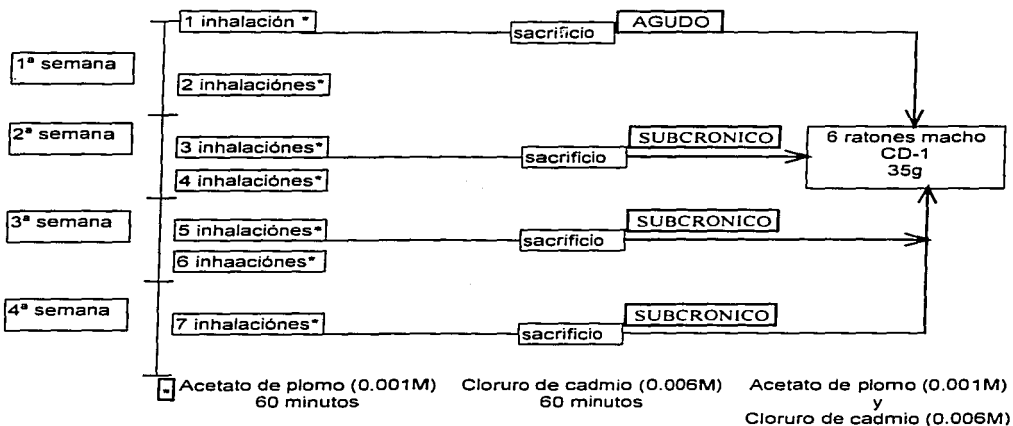 1 inhalación *
sacrificio
AGUDO
1ª semana
2 inhalaciónes*
2ª semana
3 inhalaciónes*
sacrificio
SUBCRONICO
6 ratones macho
CD-1
35g
4 inhalaciónes*
3ª semana
5 inhalaciónes*
sacrificio
SUBCRONICO
6 inhaaciónes*
4ª semana
7 inhalaciónes*
sacrificio
SUBCRONICO
* Acetato de plomo (0.001M)
60 minutos
Cloruro de cadmio (0.006M)
60 minutos
Acetato de plomo (0.001M)
y
Cloruro de cadmio (0.006M)